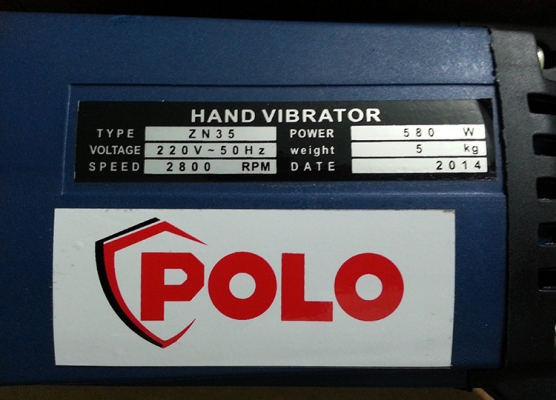 HAND VIBRATOR
TYPE ZN35 POWER 580 W
VOLTAGE 220V~50Hz weight 5 kg
SPEED 2800 RPM DATE 2014
POLO